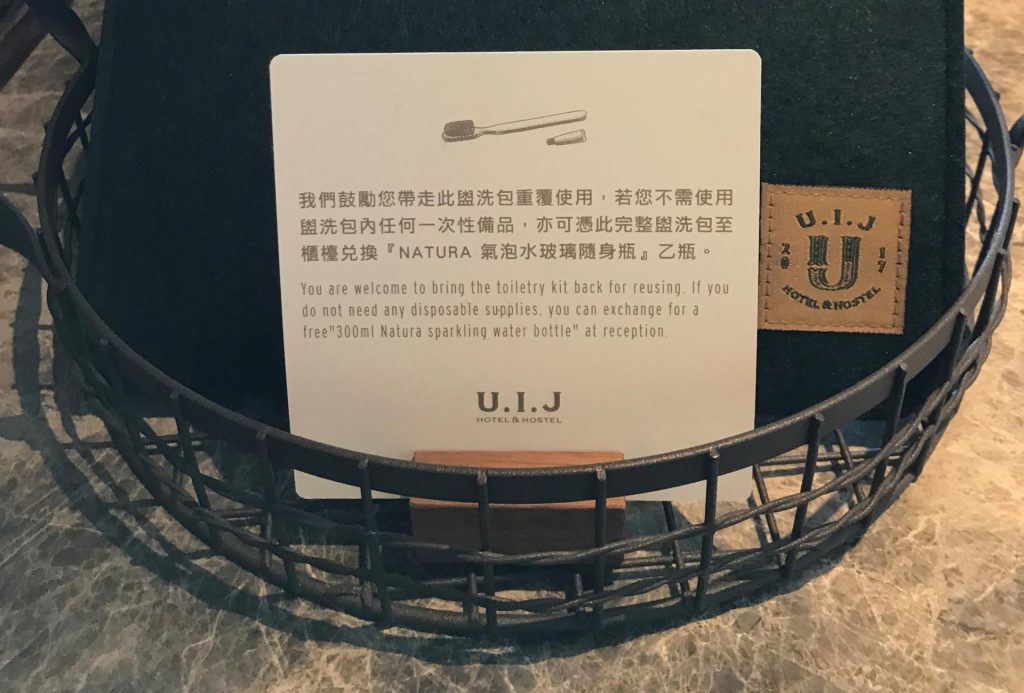 我們鼓勵您帶走此盥洗包重覆使用，若您不需使用
盥洗包內任何一次性備品，亦可憑此完整盥洗包至
櫃檯兌換『NATURA 氣泡水玻璃隨身瓶』乙瓶。
You are welcome to bring the toiletry kit back for reusing. If you
do not need any disposable supplies, you can exchange for a
free"300ml Natura sparkling water bottle" at reception.
U.I.J
HOTEL & HOSTEL
U.I.J
20 U 17
HOTEL & HOSTEL